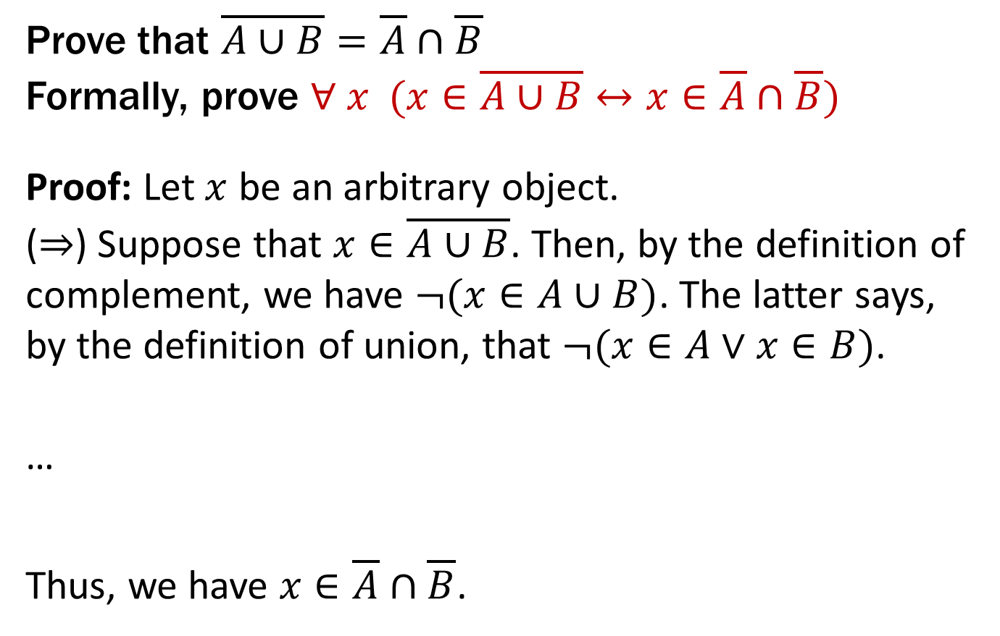 Prove that $\overline{A \cup B} = \overline{A} \cap \overline{B}$
Formally, prove $\forall\, x\ (x \in \overline{A \cup B} \leftrightarrow x \in \overline{A} \cap \overline{B})$
Proof: Let $x$ be an arbitrary object.
$(\Rightarrow)$ Suppose that $x \in \overline{A \cup B}$. Then, by the definition of
complement, we have $\neg(x \in A \cup B)$. The latter says,
by the definition of union, that $\neg(x \in A \vee x \in B)$.
...
Thus, we have $x \in \overline{A} \cap \overline{B}$.